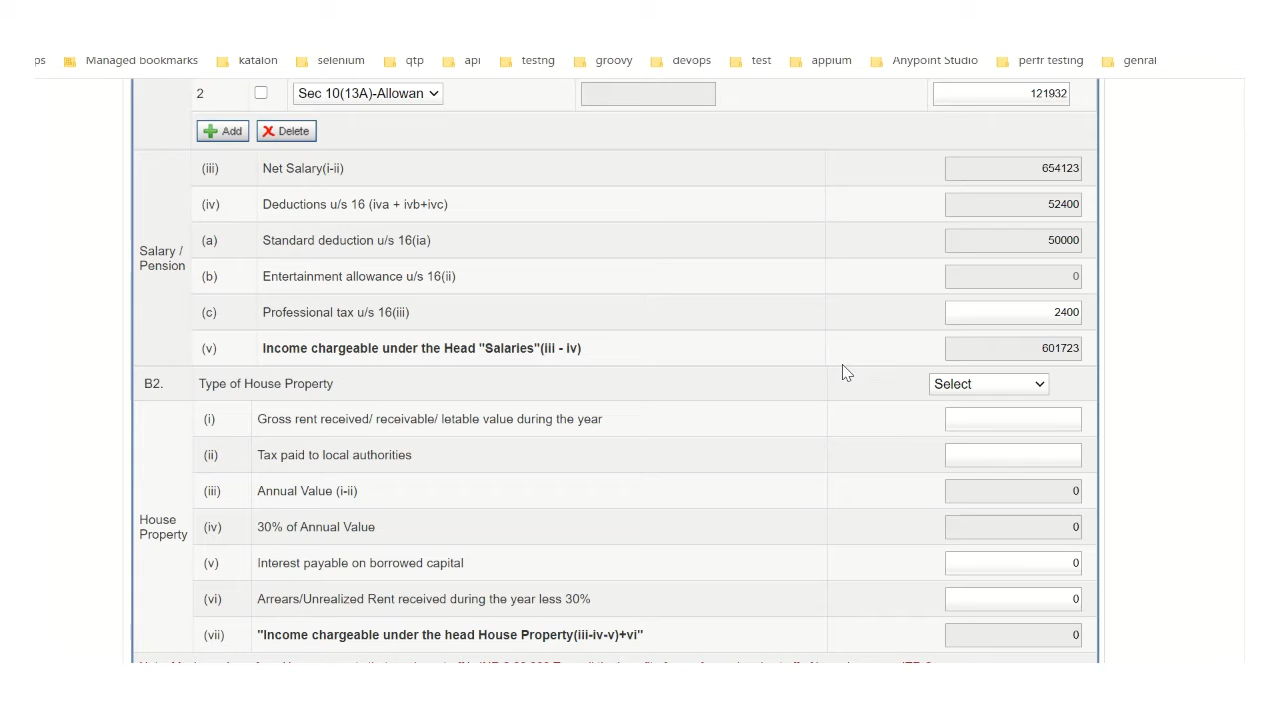 ps Managed bookmarks katalon selenium qtp api testng groovy devops test appium Anypoint Studio perfr testing genral
2 Sec 10(13A)-Allowan 121932
Add Delete
(iii) Net Salary(i-ii) 654123
(iv) Deductions u/s 16 (iva + ivb+ivc) 52400
(a) Standard deduction u/s 16(ia) 50000
Salary / Pension
(b) Entertainment allowance u/s 16(ii) 0
(c) Professional tax u/s 16(iii) 2400
(v) Income chargeable under the Head "Salaries"(iii - iv) 601723
B2. Type of House Property Select
(i) Gross rent received/ receivable/ letable value during the year
(ii) Tax paid to local authorities
(iii) Annual Value (i-ii) 0
House Property
(iv) 30% of Annual Value 0
(v) Interest payable on borrowed capital 0
(vi) Arrears/Unrealized Rent received during the year less 30% 0
(vii) "Income chargeable under the head House Property(iii-iv-v)+vi" 0